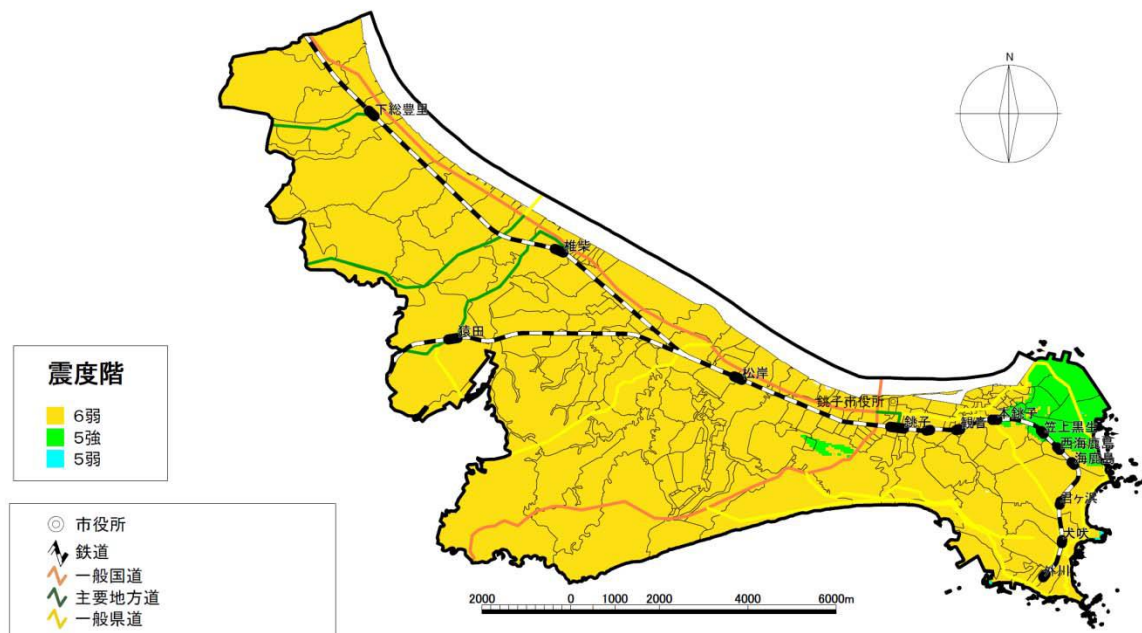 N
下総豊里
椎柴
猿田
松岸
銚子市役所
銚子
観音
本銚子
笠上黒生
西海鹿島
海鹿島
君ヶ浜
犬吠
外川
震度階
6弱
5強
5弱
市役所
鉄道
一般国道
主要地方道
一般県道
2000 0 1000 2000 4000 6000m